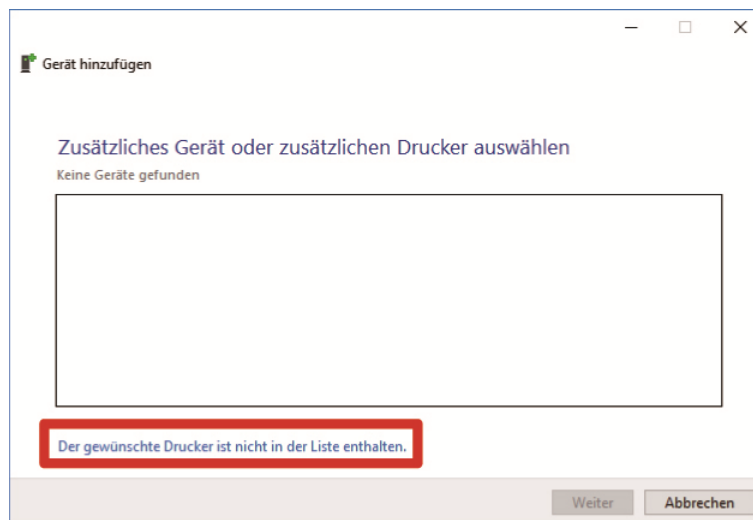 Gerät hinzufügen
Zusätzliches Gerät oder zusätzlichen Drucker auswählen
Keine Geräte gefunden
Der gewünschte Drucker ist nicht in der Liste enthalten.
Weiter Abbrechen